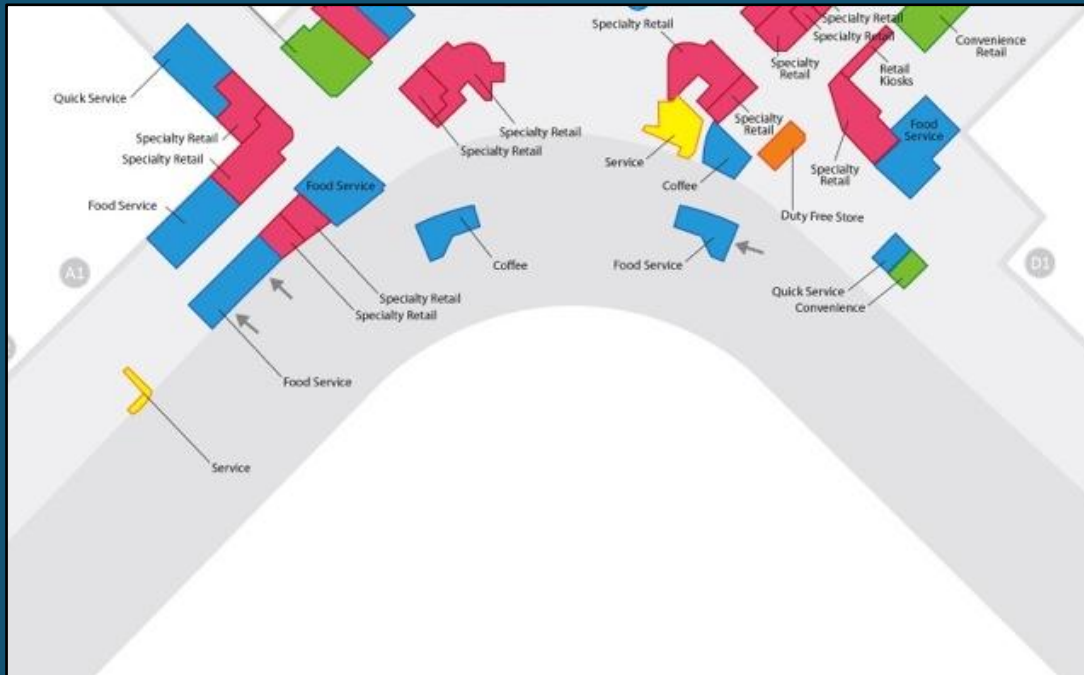 Specialty Retail
Specialty Retail
Specialty Retail
Convenience
Retail
Specialty
Retail
Retail
Kiosks
Quick Service
Specialty
Retail
Food
Service
Specialty Retail
Specialty Retail
Specialty Retail
Specialty Retail
Service
Specialty
Retail
Coffee
Food Service
Food Service
Duty Free Store
A1
Coffee
Food Service
D1
Quick Service
Convenience
Specialty Retail
Specialty Retail
Food Service
Service